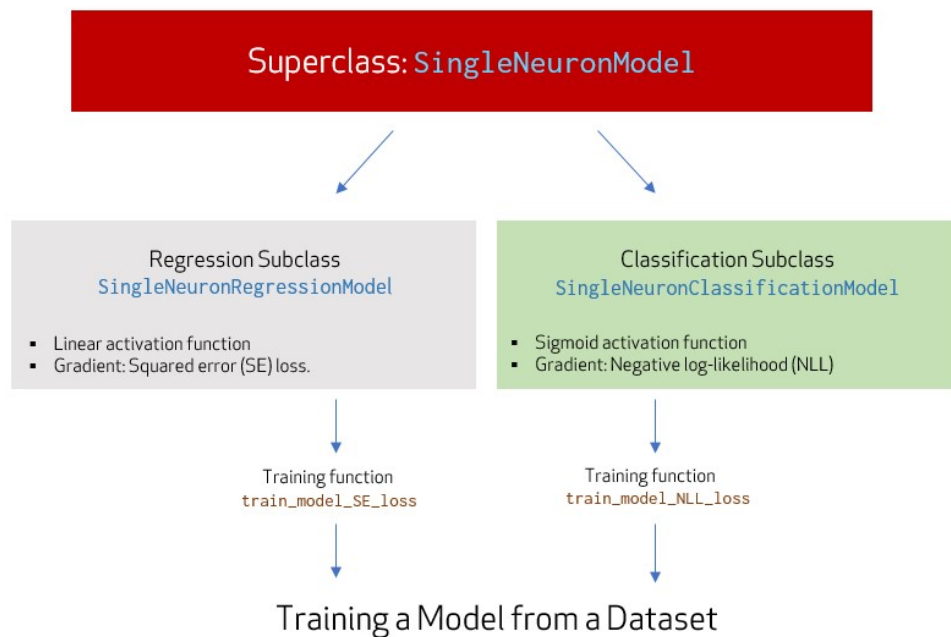 Superclass: SingleNeuronModel
Regression Subclass
SingleNeuronRegressionModel
▪ Linear activation function
▪ Gradient: Squared error (SE) loss.
Classification Subclass
SingleNeuronClassificationModel
▪ Sigmoid activation function
▪ Gradient: Negative log-likelihood (NLL)
Training function
train_model_SE_loss
Training function
train_model_NLL_loss
Training a Model from a Dataset